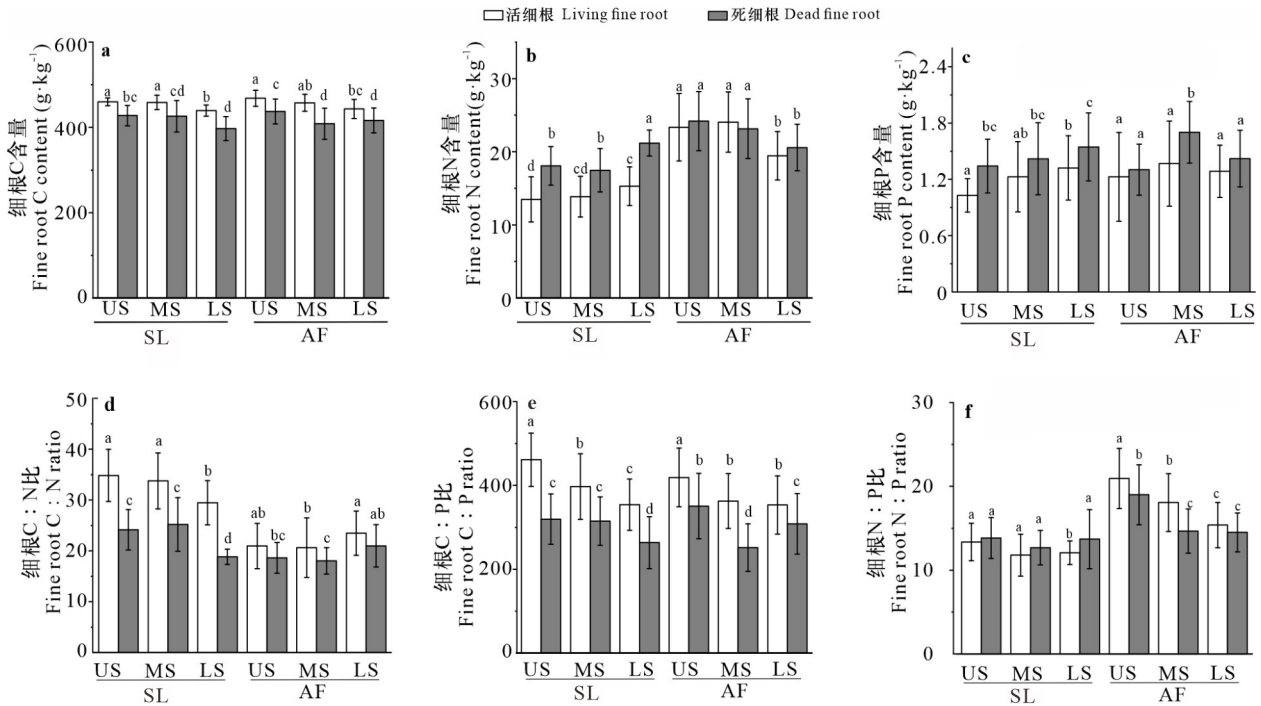 活细根 Living fine root 死细根 Dead fine root
a
细根C含量
Fine root C content (g·kg⁻¹)
600
400
200
0
a bc a cd b d a c ab d bc d
US MS LS US MS LS
SL AF
b
细根N含量
Fine root N content(g·kg⁻¹)
30
20
10
0
d b cd b c a a a a a b b
US MS LS US MS LS
SL AF
c
细根P含量
Fine root P content (g·kg⁻¹)
2.4
1.8
1.2
0.6
0
a bc ab bc b c a a a b a a
US MS LS US MS LS
SL AF
d
细根C：N比
Fine root C：N ratio
50
40
30
20
10
0
a c a c b d ab bc b c a ab
US MS LS US MS LS
SL AF
e
细根C：P比
Fine root C：P ratio
600
400
200
0
a c b c c d a b b d b c
US MS LS US MS LS
SL AF
f
细根N：P比
Fine root N：P ratio
30
20
10
0
a a a a b a a b b c c c
US MS LS US MS LS
SL AF